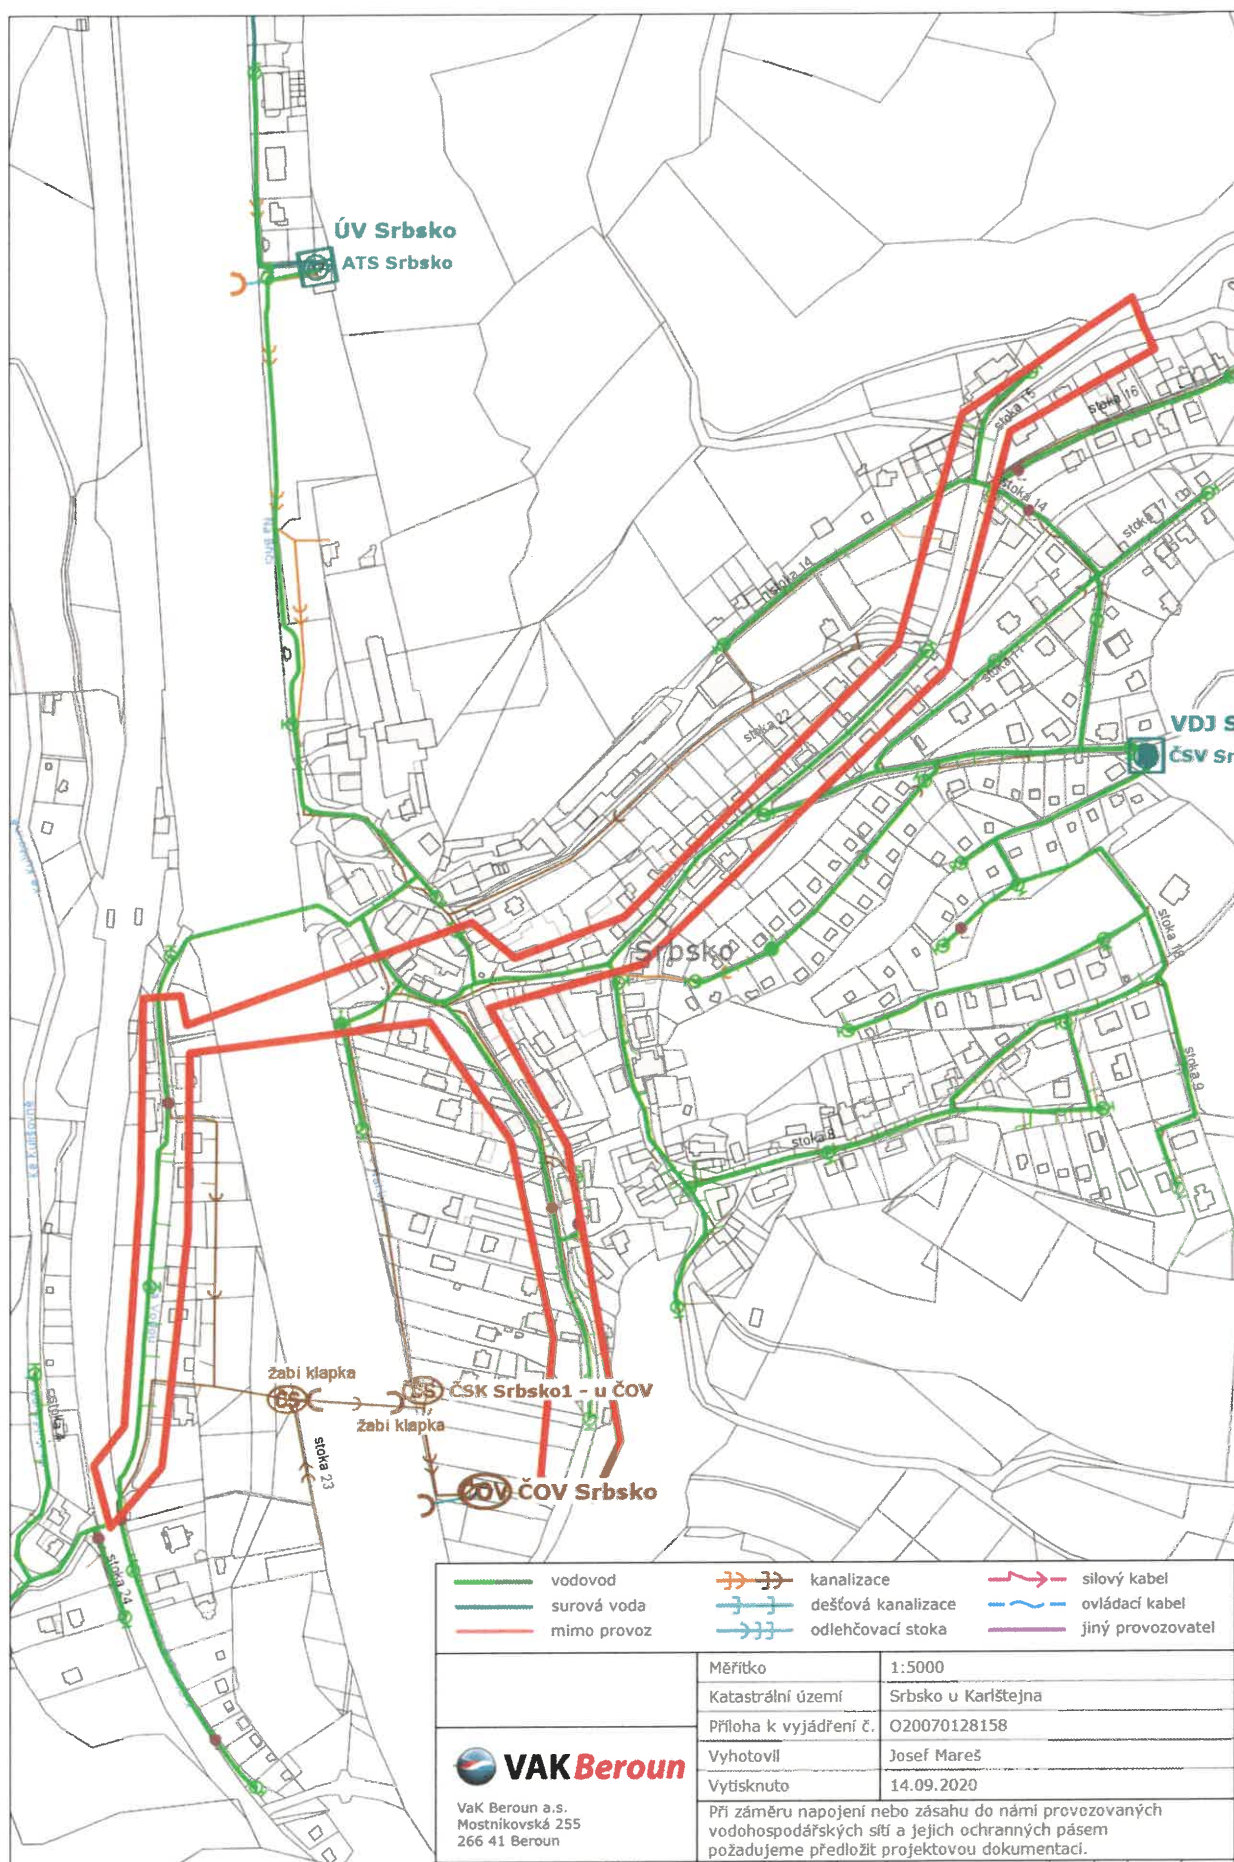 ÚV Srbsko
ATS Srbsko
stoka 15
stoka 16
stoka 14
stoka 17
stoka 14
stoka 22
VDJ S
ČSV Sr
Srbsko
stoka 18
stoka 9
stoka 8
žabí klapka
ČS
ČS
ČSK Srbsko1 - u ČOV
žabí klapka
stoka 23
ČOV Srbsko
stoka 24
vodovod
surová voda
mimo provoz
kanalizace
dešťová kanalizace
odlehčovací stoka
silový kabel
ovládací kabel
jiný provozovatel
Měřítko 1:5000
Katastrální území Srbsko u Karlštejna
Příloha k vyjádření č. O20070128158
Vyhotovil Josef Mareš
Vytisknuto 14.09.2020
VAK Beroun
VaK Beroun a.s.
Mostníkovská 255
266 41 Beroun
Při záměru napojení nebo zásahu do námi provozovaných
vodohospodářských sítí a jejich ochranných pásem
požadujeme předložit projektovou dokumentaci.